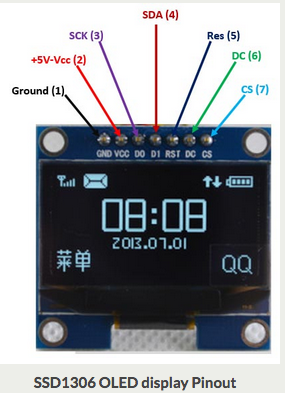 SDA (4)
SCK (3)
Res (5)
+5V-Vcc (2)
DC (6)
Ground (1)
CS (7)
GND VCC D0 D1 RST DC CS
08:08
2013.07.01
菜单
QQ
SSD1306 OLED display Pinout